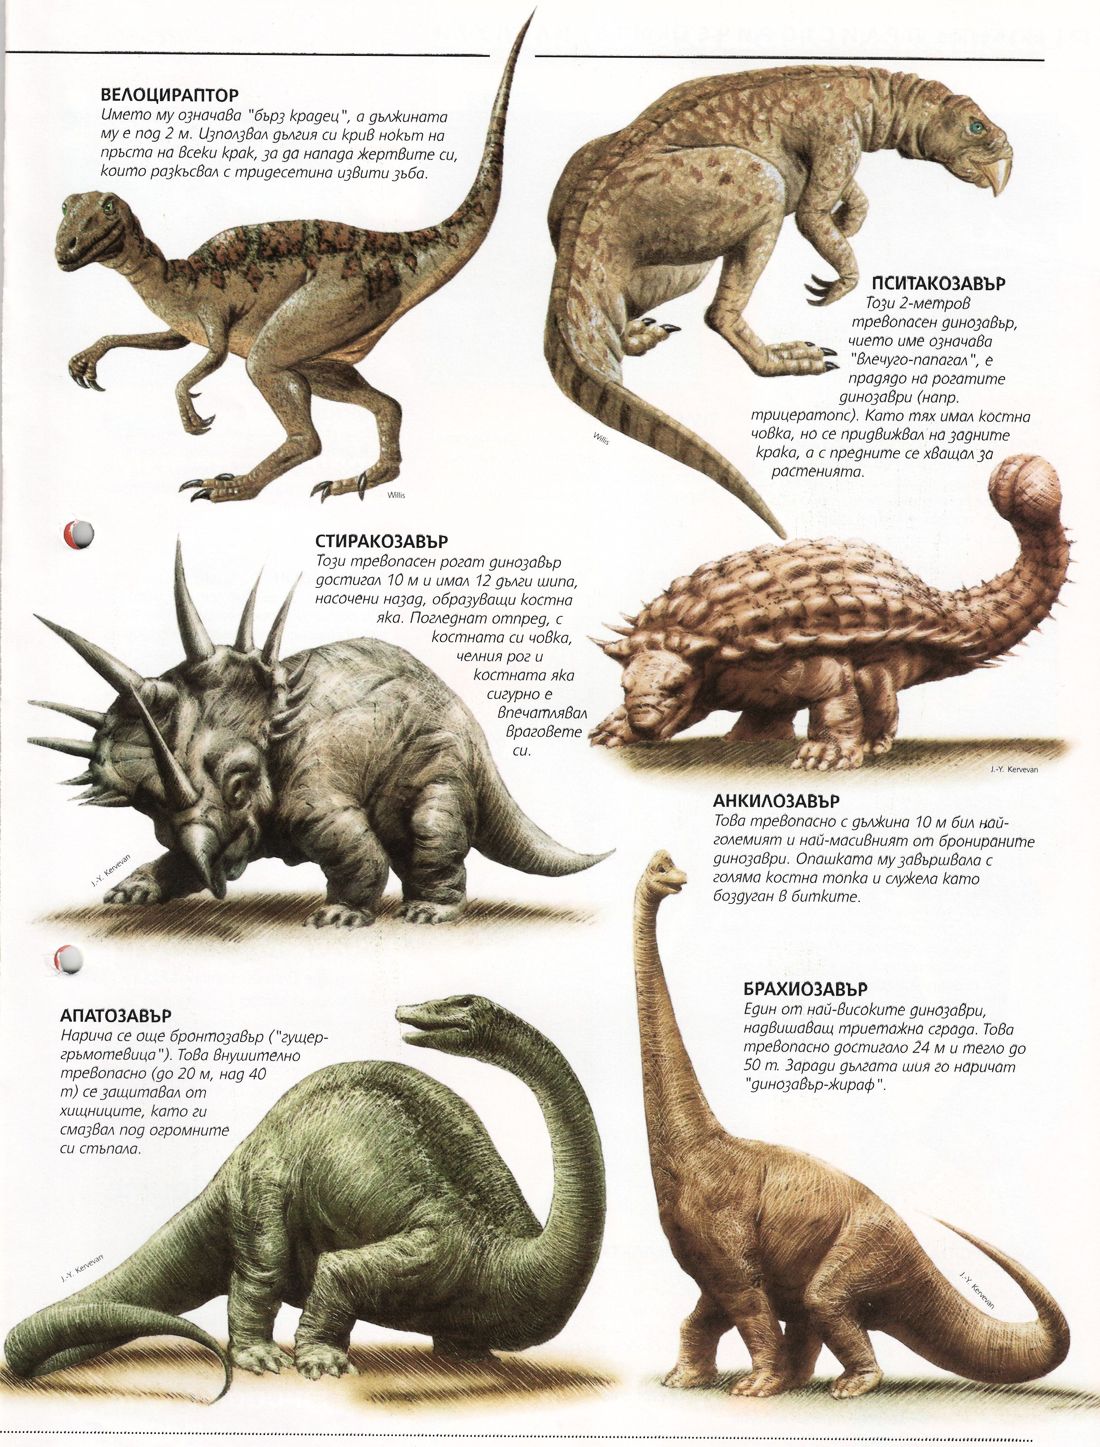 ВЕЛОЦИРАПТОР
Името му означава "бърз крадец", а дължината
му е под 2 м. Използвал дългия си крив нокът на
пръста на всеки крак, за да напада жертвите си,
които разкъсвал с тридесетина извити зъба.
Willis
ПСИТАКОЗАВЪР
Този 2-метров
тревопасен динозавър,
чието име означава
"влечуго-папагал", е
прадядо на рогатите
динозаври (напр.
трицератопс). Като тях имал костна
човка, но се придвижвал на задните
крака, а с предните се хващал за
растенията.
Willis
СТИРАКОЗАВЪР
Този тревопасен рогат динозавър
достигал 10 м и имал 12 дълги шипа,
насочени назад, образуващи костна
яка. Погледнат отпред, с
костната си човка,
челния рог и
костната яка
сигурно е
впечатлявал
враговете
си.
J.-Y. Kervevan
J.-Y. Kervevan
АНКИЛОЗАВЪР
Това тревопасно с дължина 10 м бил най-
големият и най-масивният от бронираните
динозаври. Опашката му завършвала с
голяма костна топка и служела като
боздуган в битките.
АПАТОЗАВЪР
Нарича се още бронтозавър ("гущер-
гръмотевица"). Това внушително
тревопасно (до 20 м, над 40
т) се защитавал от
хищниците, като ги
смазвал под огромните
си стъпала.
J.-Y. Kervevan
БРАХИОЗАВЪР
Един от най-високите динозаври,
надвишаващ триетажна сграда. Това
тревопасно достигало 24 м и тегло до
50 т. Заради дългата шия го наричат
"динозавър-жираф".
J.-Y. Kervevan